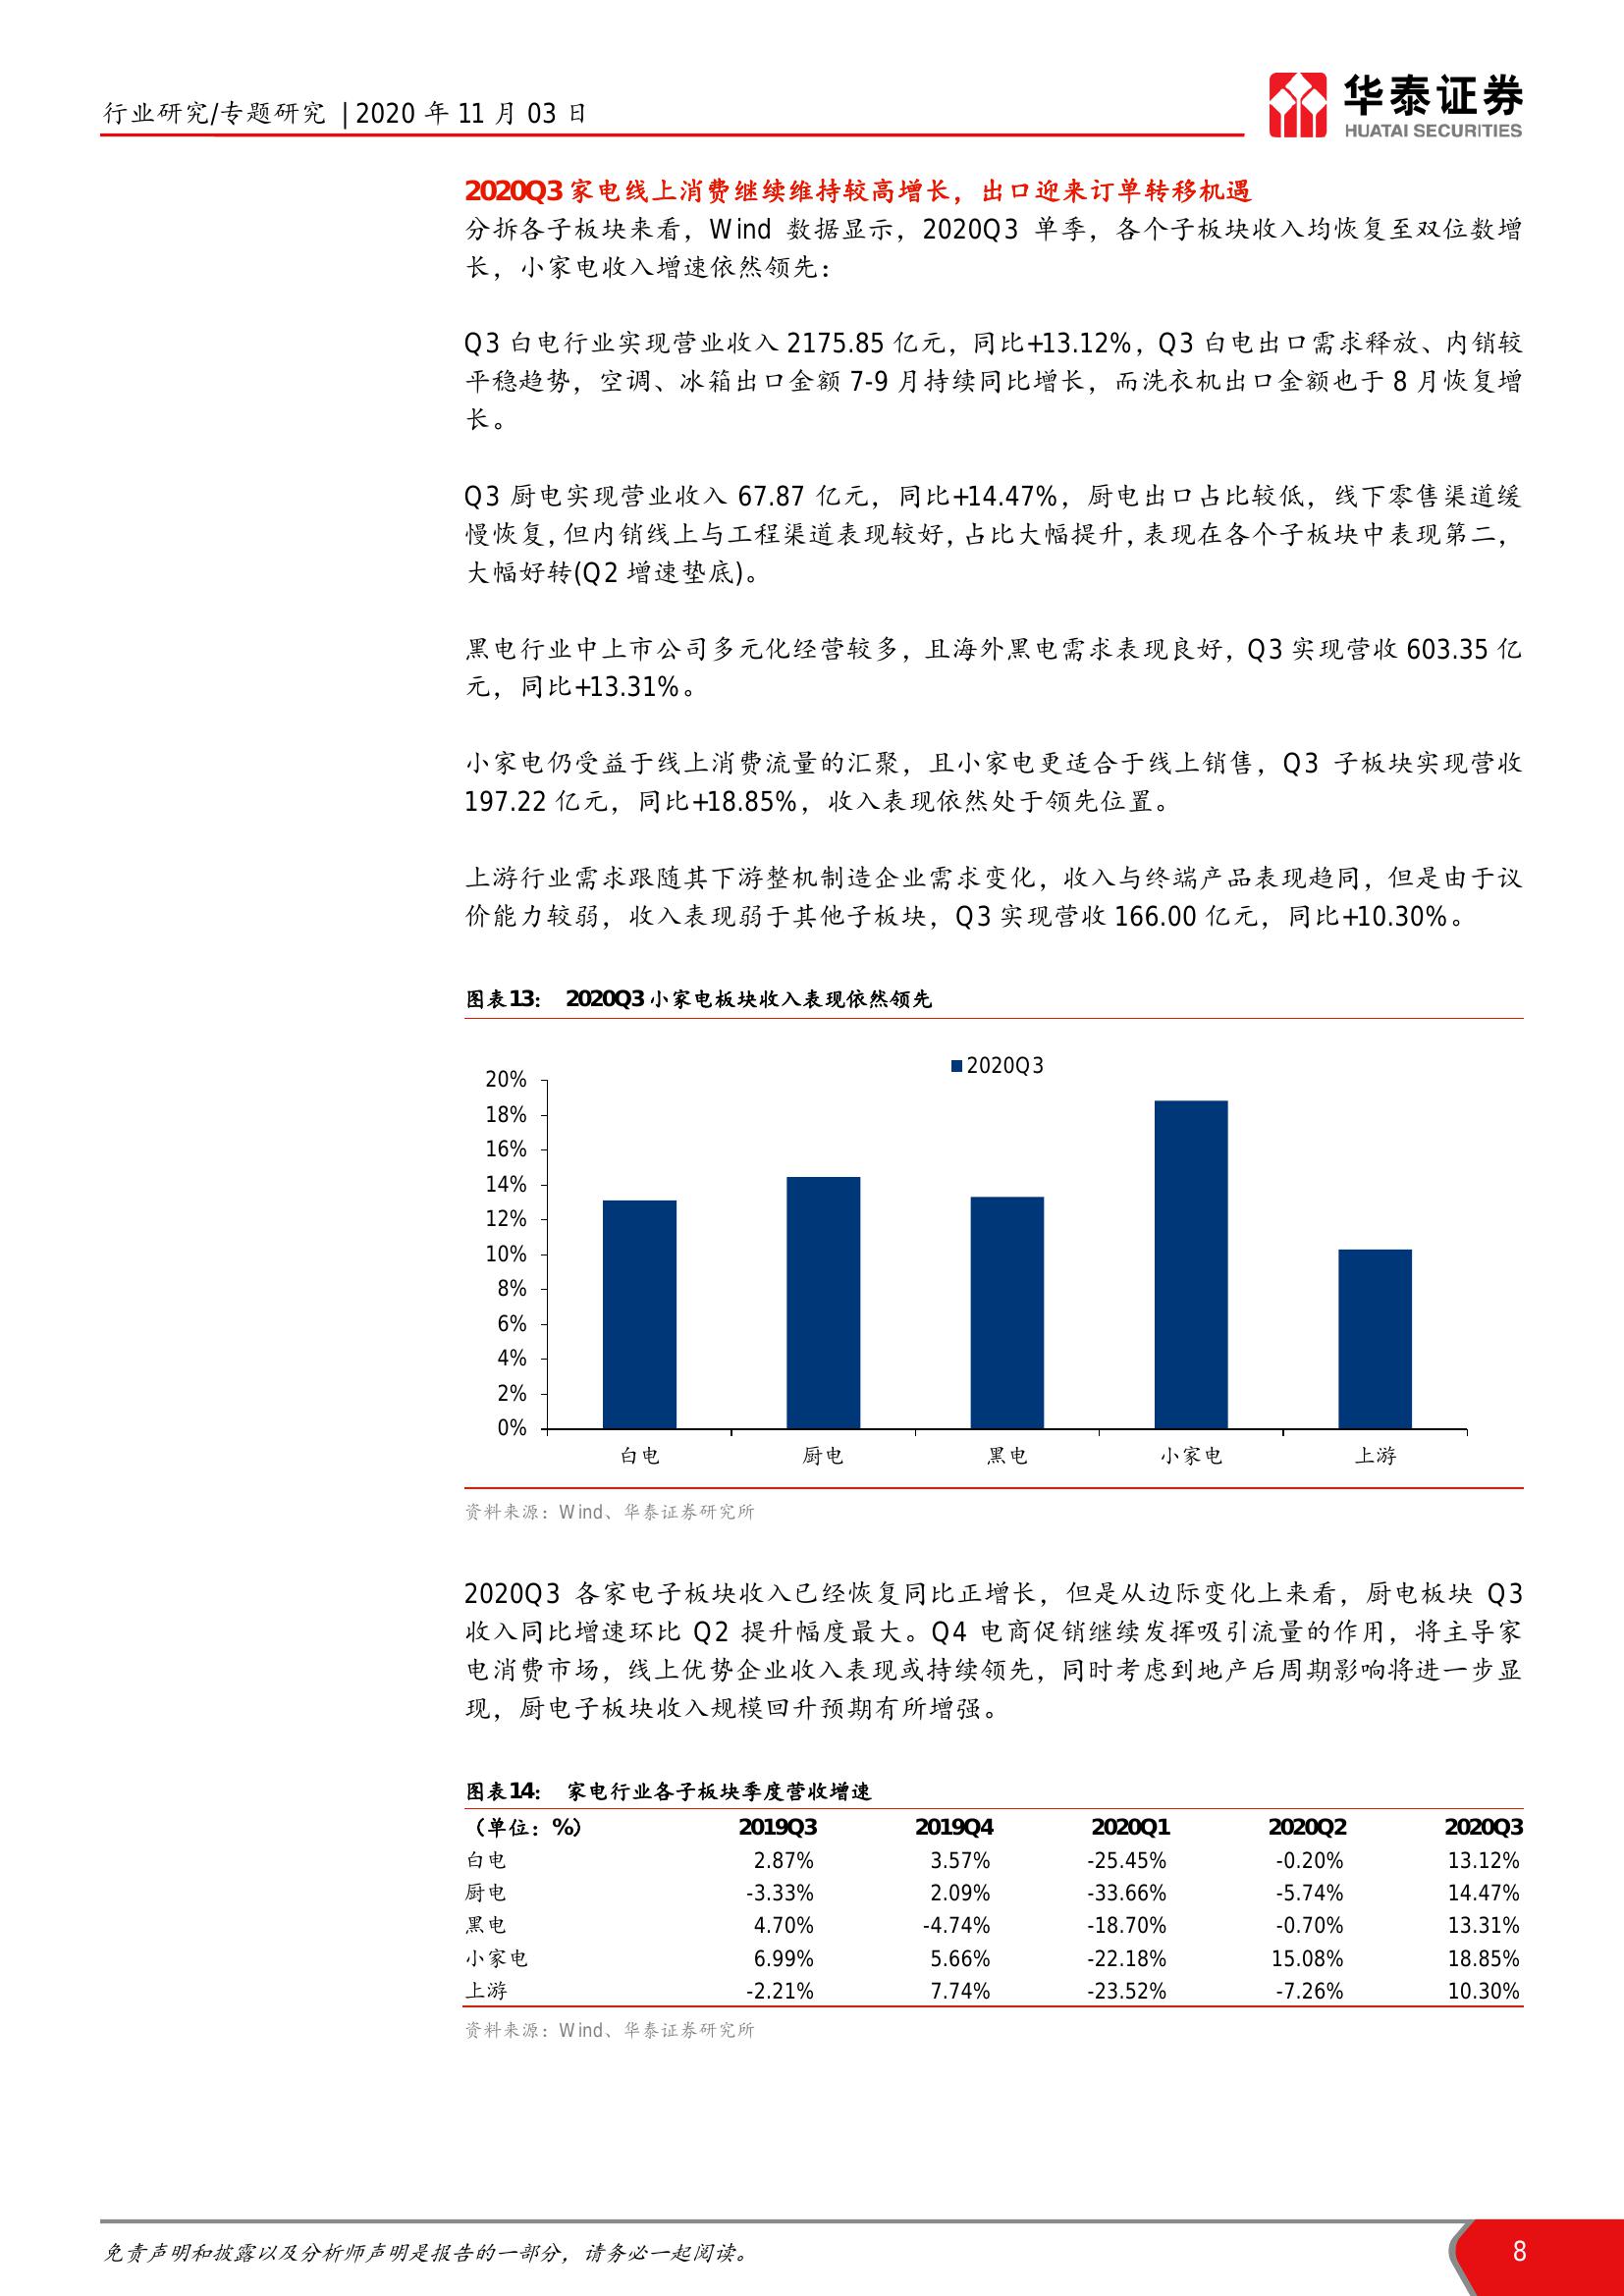 行业研究/专题研究 | 2020 年 11 月 03 日
华泰证券
HUATAI SECURITIES
2020Q3 家电线上消费继续维持较高增长，出口迎来订单转移机遇
分拆各子板块来看，Wind 数据显示，2020Q3 单季，各个子板块收入均恢复至双位数增
长，小家电收入增速依然领先：
Q3 白电行业实现营业收入 2175.85 亿元，同比+13.12%，Q3 白电出口需求释放、内销较
平稳趋势，空调、冰箱出口金额 7-9 月持续同比增长，而洗衣机出口金额也于 8 月恢复增
长。
Q3 厨电实现营业收入 67.87 亿元，同比+14.47%，厨电出口占比较低，线下零售渠道缓
慢恢复，但内销线上与工程渠道表现较好，占比大幅提升，表现在各个子板块中表现第二，
大幅好转(Q2 增速垫底)。
黑电行业中上市公司多元化经营较多，且海外黑电需求表现良好，Q3 实现营收 603.35 亿
元，同比+13.31%。
小家电仍受益于线上消费流量的汇聚，且小家电更适合于线上销售，Q3 子板块实现营收
197.22 亿元，同比+18.85%，收入表现依然处于领先位置。
上游行业需求跟随其下游整机制造企业需求变化，收入与终端产品表现趋同，但是由于议
价能力较弱，收入表现弱于其他子板块，Q3 实现营收 166.00 亿元，同比+10.30%。
图表13： 2020Q3 小家电板块收入表现依然领先
2020Q3
20%
18%
16%
14%
12%
10%
8%
6%
4%
2%
0%
白电 厨电 黑电 小家电 上游
资料来源：Wind、华泰证券研究所
2020Q3 各家电子板块收入已经恢复同比正增长，但是从边际变化上来看，厨电板块 Q3
收入同比增速环比 Q2 提升幅度最大。Q4 电商促销继续发挥吸引流量的作用，将主导家
电消费市场，线上优势企业收入表现或持续领先，同时考虑到地产后周期影响将进一步显
现，厨电子板块收入规模回升预期有所增强。
图表14： 家电行业各子板块季度营收增速
（单位：%） 2019Q3 2019Q4 2020Q1 2020Q2 2020Q3
白电 2.87% 3.57% -25.45% -0.20% 13.12%
厨电 -3.33% 2.09% -33.66% -5.74% 14.47%
黑电 4.70% -4.74% -18.70% -0.70% 13.31%
小家电 6.99% 5.66% -22.18% 15.08% 18.85%
上游 -2.21% 7.74% -23.52% -7.26% 10.30%
资料来源：Wind、华泰证券研究所
免责声明和披露以及分析师声明是报告的一部分，请务必一起阅读。
8